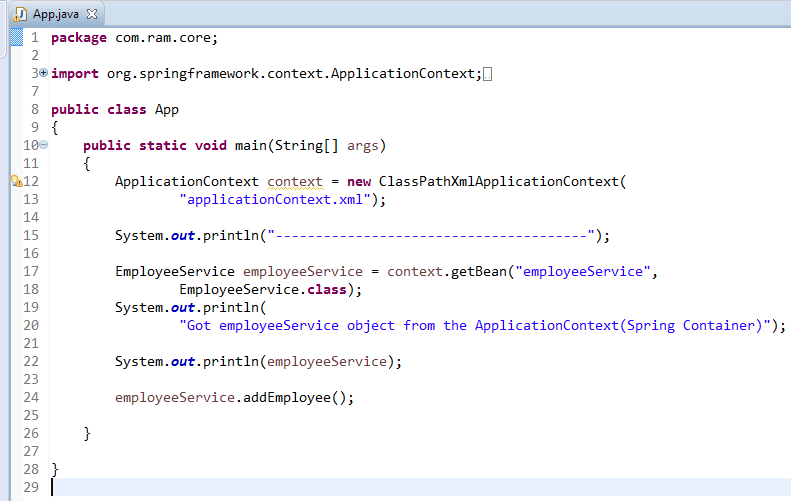 App.java
1 package com.ram.core;
2
3 import org.springframework.context.ApplicationContext;
7
8 public class App
9 {
10 public static void main(String[] args)
11 {
12 ApplicationContext context = new ClassPathXmlApplicationContext(
13 "applicationContext.xml");
14
15 System.out.println("---------------------------------------");
16
17 EmployeeService employeeService = context.getBean("employeeService",
18 EmployeeService.class);
19 System.out.println(
20 "Got employeeService object from the ApplicationContext(Spring Container)");
21
22 System.out.println(employeeService);
23
24 employeeService.addEmployee();
25
26 }
27
28 }
29